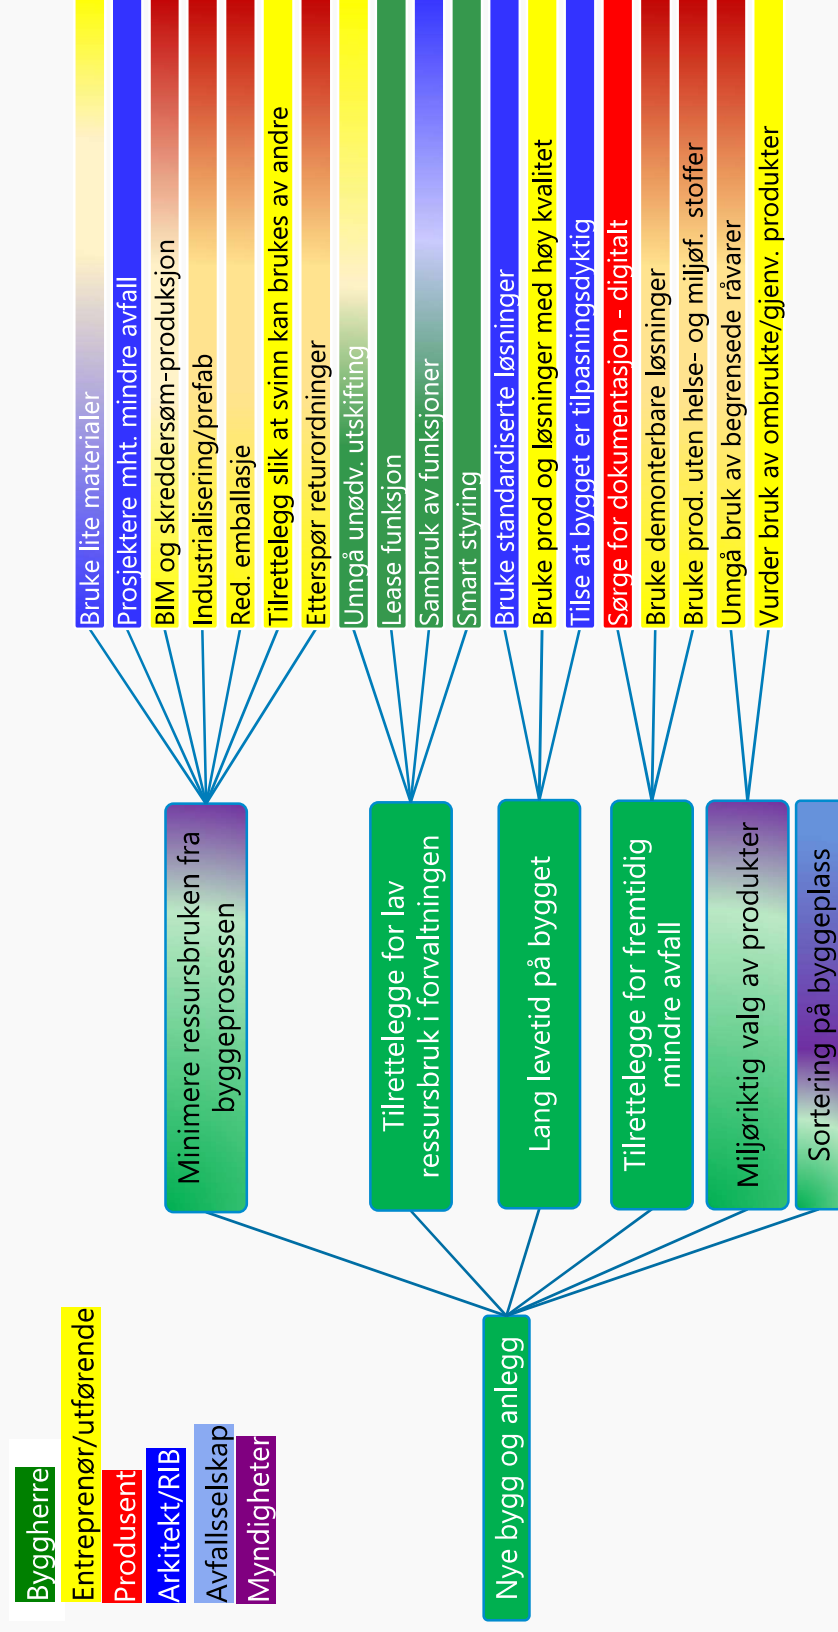 Byggherre
Entreprenør/utførende
Produsent
Arkitekt/RIB
Avfallsselskap
Myndigheter
Nye bygg og anlegg
Minimere ressursbruken fra
byggeprosessen
Tilrettelegge for lav
ressursbruk i forvaltningen
Lang levetid på bygget
Tilrettelegge for fremtidig
mindre avfall
Miljøriktig valg av produkter
Sortering på byggeplass
Bruke lite materialer
Prosjektere mht. mindre avfall
BIM og skreddersøm-produksjon
Industrialisering/prefab
Red. emballasje
Tilrettelegg slik at svinn kan brukes av andre
Etterspør returordninger
Unngå unødv. utskifting
Lease funksjon
Sambruk av funksjoner
Smart styring
Bruke standardiserte løsninger
Bruke prod og løsninger med høy kvalitet
Tilse at bygget er tilpasningsdyktig
Sørge for dokumentasjon - digitalt
Bruke demonterbare løsninger
Bruke prod. uten helse- og miljøf. stoffer
Unngå bruk av begrensede råvarer
Vurder bruk av ombrukte/gjenv. produkter